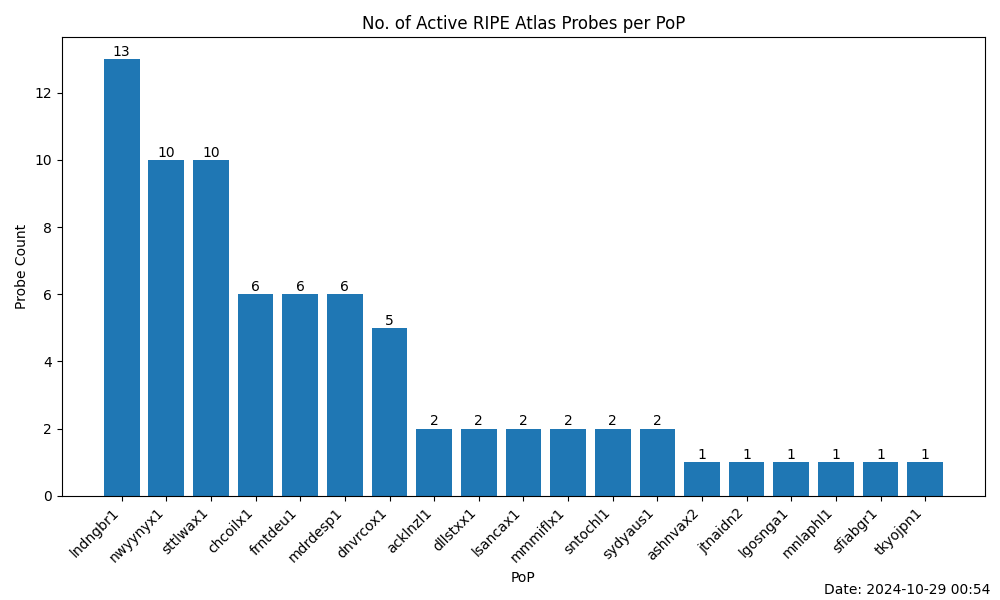 No. of Active RIPE Atlas Probes per PoP
13
10
10
6
6
6
5
2
2
2
2
2
2
1
1
1
1
1
1
12
10
8
6
4
2
0
Probe Count
lndngbr1
nwyynyx1
sttlwax1
chcoilx1
frntdeu1
mdrdesp1
dnvrcox1
acklnzl1
dllstxx1
lsancax1
mmmiflx1
sntochl1
sydyaus1
ashnvax2
jtnaidn2
lgosnga1
mnlaphl1
sfiabgr1
tkyojpn1
PoP
Date: 2024-10-29 00:54